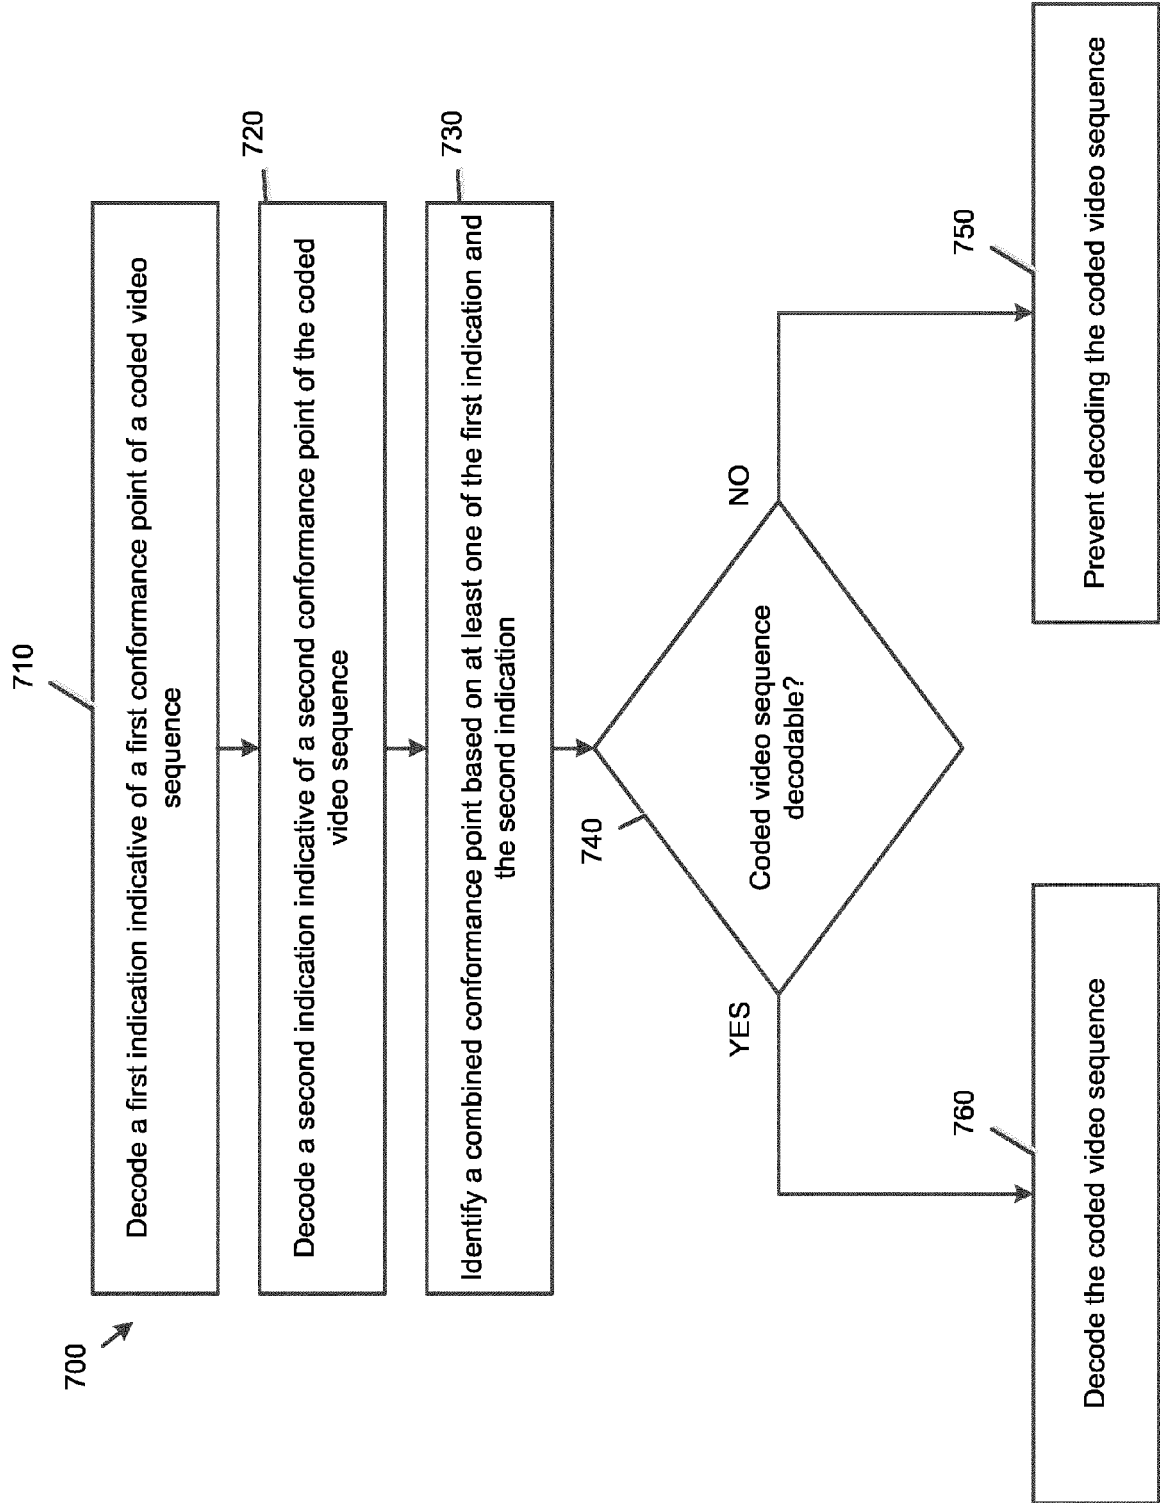 700
710
Decode a first indication indicative of a first conformance point of a coded video
sequence
720
Decode a second indication indicative of a second conformance point of the coded
video sequence
730
Identify a combined conformance point based on at least one of the first indication and
the second indication
740
Coded video sequence
decodable?
YES
NO
760
Decode the coded video sequence
750
Prevent decoding the coded video sequence